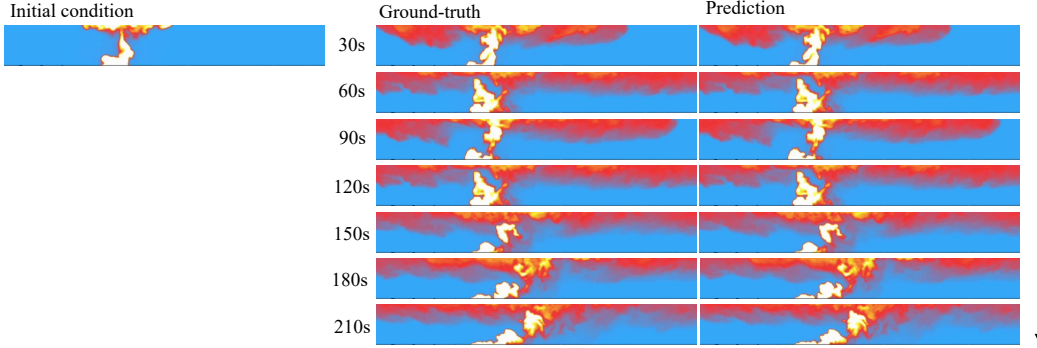 Initial condition
Ground-truth
Prediction
30s
60s
90s
120s
150s
180s
210s